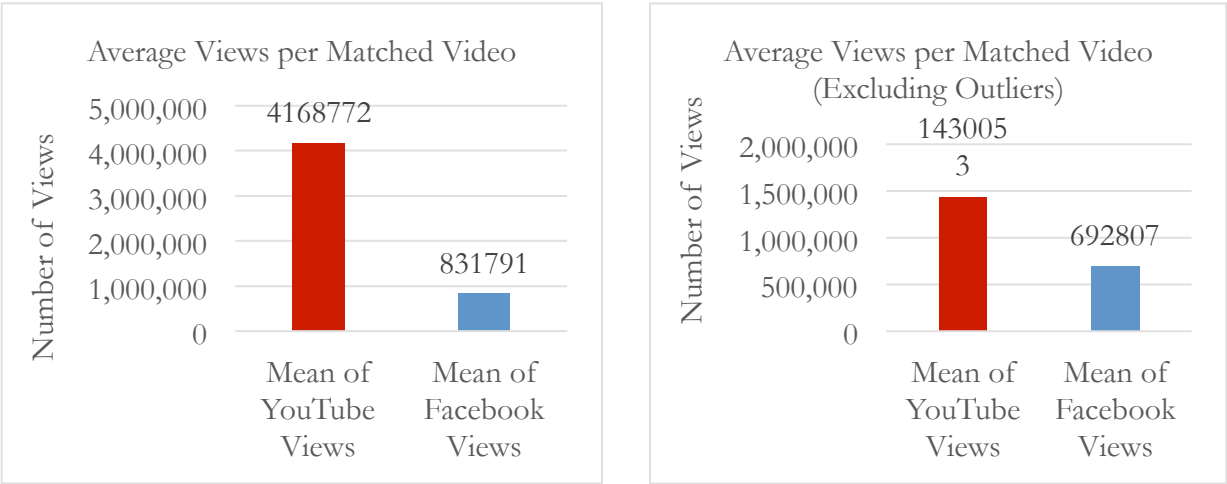 Average Views per Matched Video
Number of Views
5,000,000
4,000,000
3,000,000
2,000,000
1,000,000
0
4168772
831791
Mean of
YouTube
Views
Mean of
Facebook
Views
Average Views per Matched Video
(Excluding Outliers)
Number of Views
2,000,000
1,500,000
1,000,000
500,000
0
143005
3
692807
Mean of
YouTube
Views
Mean of
Facebook
Views